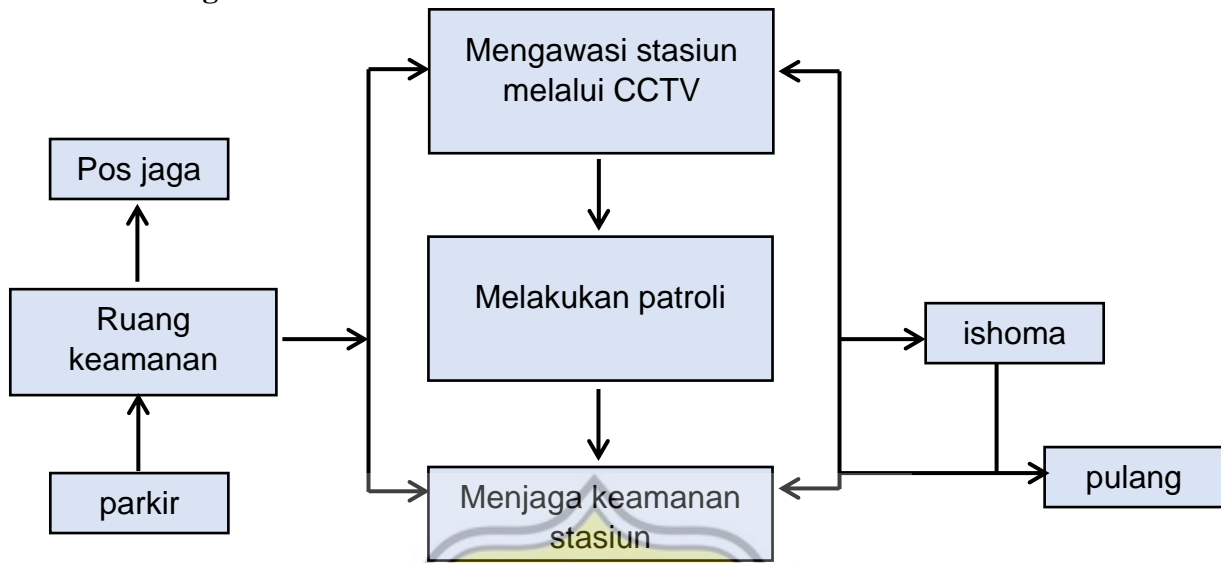 Mengawasi stasiun
melalui CCTV
Pos jaga
Melakukan patroli
Ruang
keamanan
ishoma
parkir
Menjaga keamanan
stasiun
pulang